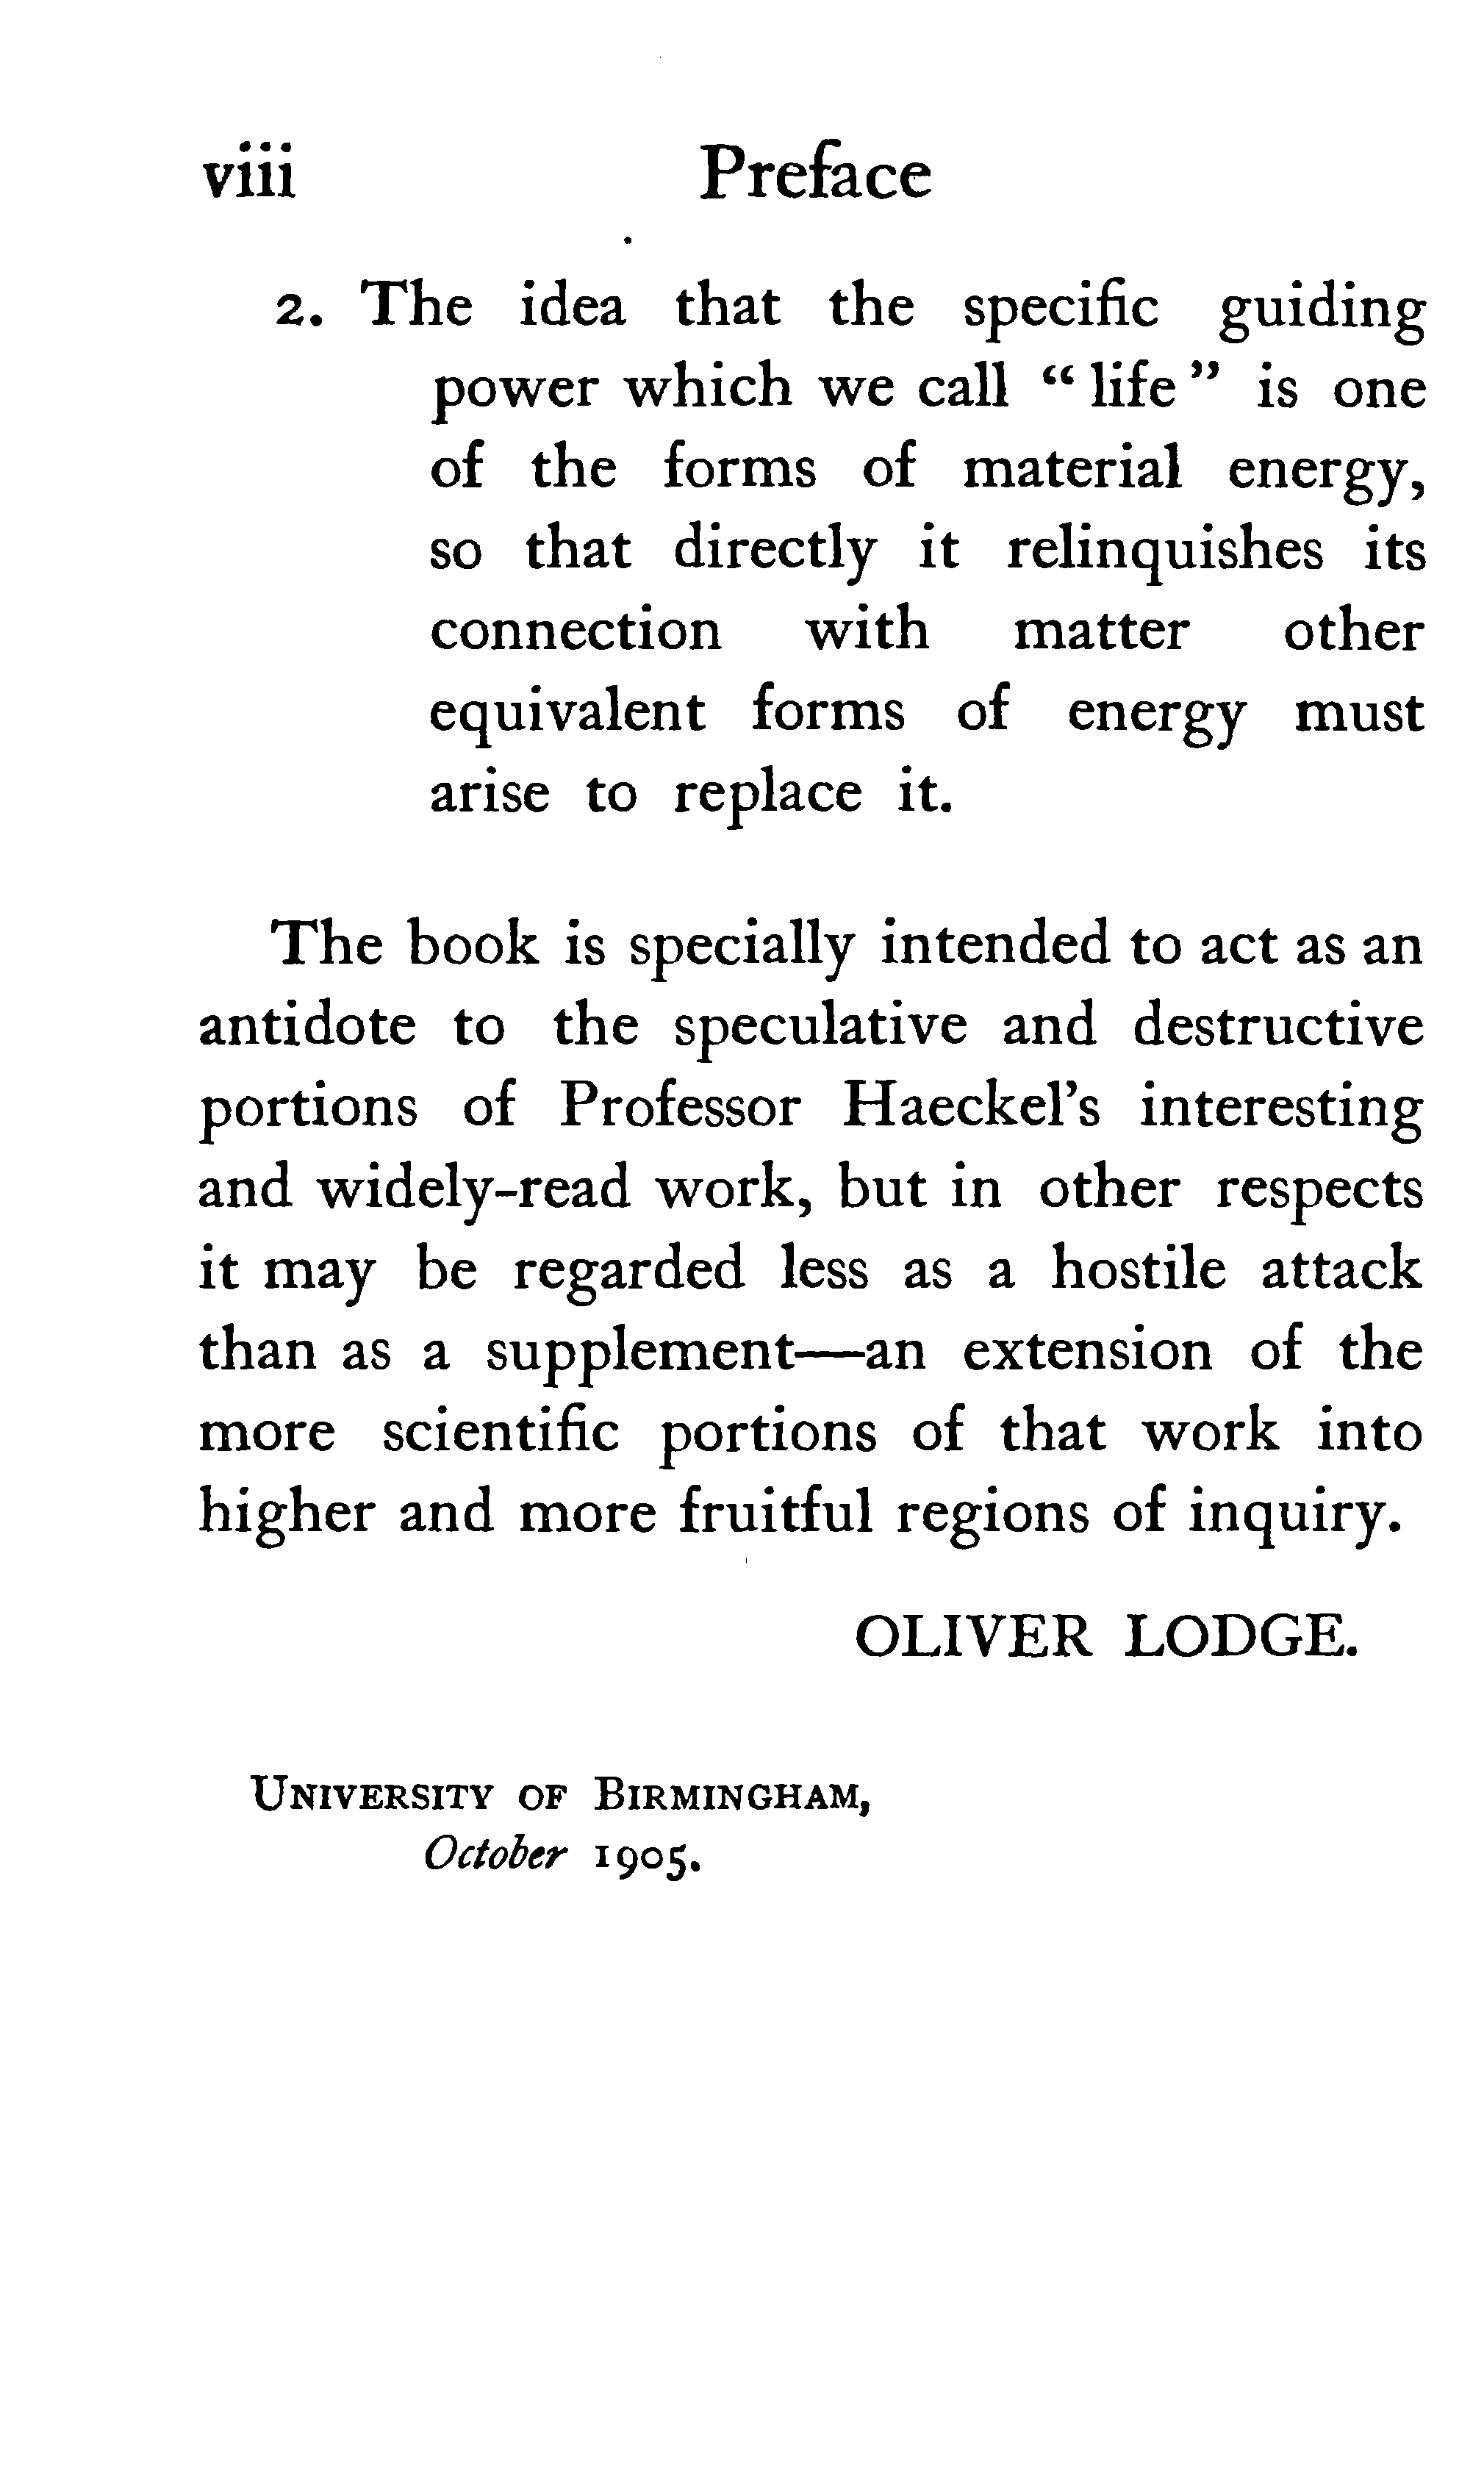 viii Preface
2. The idea that the specific guiding
power which we call “ life ” is one
of the forms of material energy,
so that directly it relinquishes its
connection with matter other
equivalent forms of energy must
arise to replace it.
The book is specially intended to act as an
antidote to the speculative and destructive
portions of Professor Haeckel’s interesting
and widely-read work, but in other respects
it may be regarded less as a hostile attack
than as a supplement—an extension of the
more scientific portions of that work into
higher and more fruitful regions of inquiry.
OLIVER LODGE.
UNIVERSITY OF BIRMINGHAM,
October 1905.